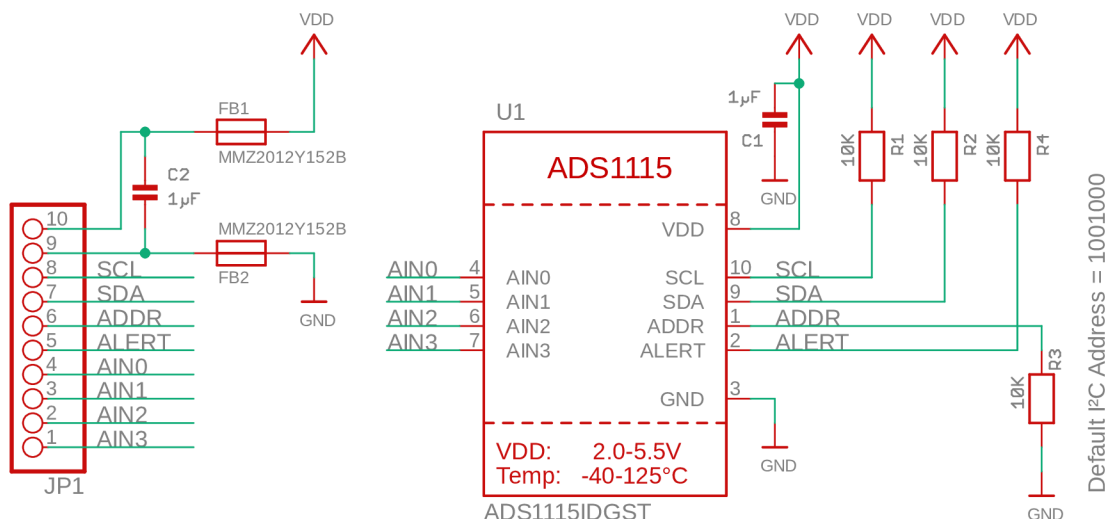 VDD
FB1
MMZ2012Y152B
C2
1µF
MMZ2012Y152B
FB2
GND
10
9
8 SCL
7 SDA
6 ADDR
5 ALERT
4 AIN0
3 AIN1
2 AIN2
1 AIN3
JP1
U1
ADS1115
AIN0 4 AIN0
AIN1 5 AIN1
AIN2 6 AIN2
AIN3 7 AIN3
VDD 8
SCL 10 SCL
SDA 9 SDA
ADDR 1 ADDR
ALERT 2 ALERT
GND 3
GND
VDD: 2.0-5.5V
Temp: -40-125°C
ADS1115IDGST
VDD
1µF
C1
GND
VDD
10K
R1
VDD
10K
R2
VDD
10K
R4
10K
R3
GND
Default I²C Address = 1001000